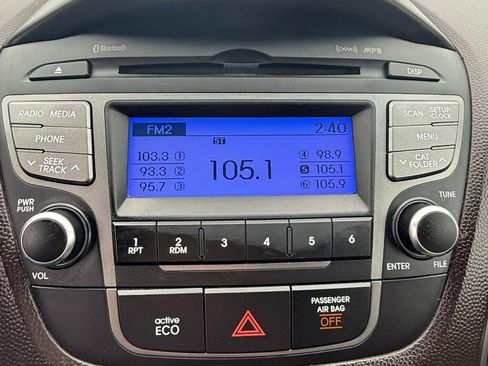 Bluetooth
XM MP3
DISP
RADIO MEDIA
SCAN SETUP CLOCK
PHONE
MENU
SEEK TRACK
CAT FOLDER
FM2 2:40
ST
103.3 1 4 98.9
93.3 2 105.1 5 105.1
95.7 3 6 105.9
PWR PUSH
TUNE
VOL
1 RPT
2 RDM
3
4
5
6
ENTER
FILE
active ECO
PASSENGER AIR BAG OFF